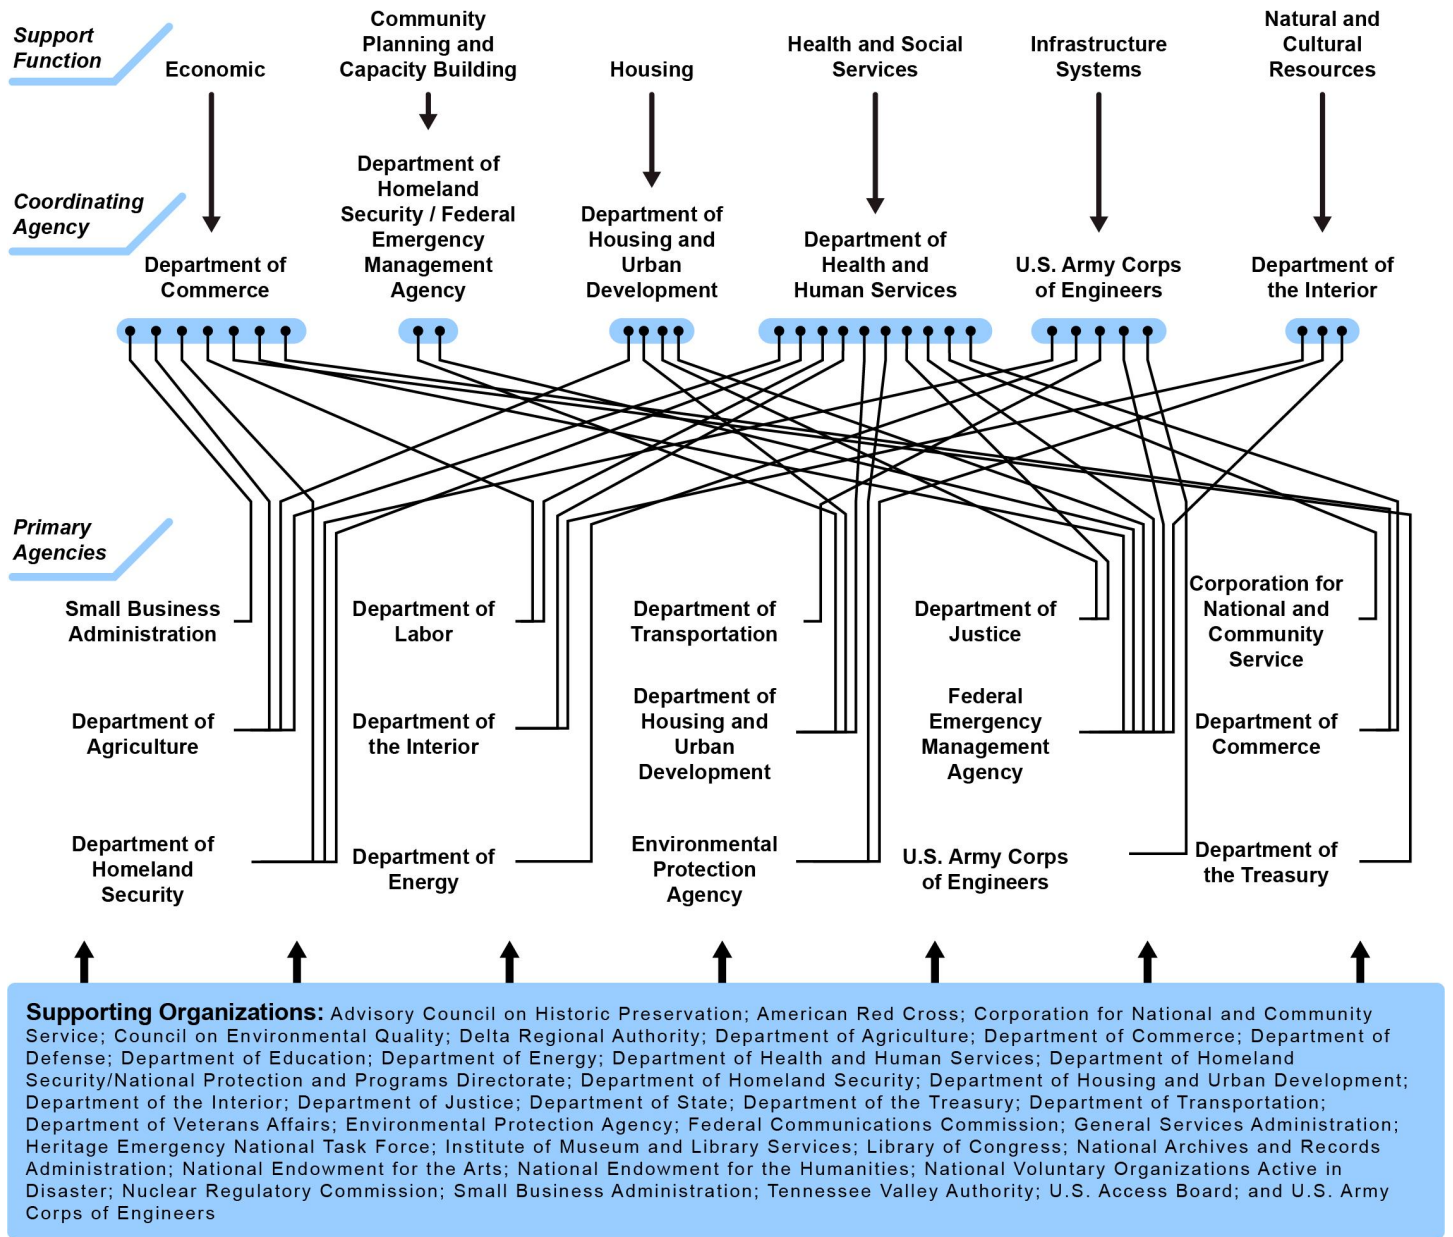 Support
Function
Economic
Community
Planning and
Capacity Building
Housing
Health and Social
Services
Infrastructure
Systems
Natural and
Cultural
Resources
Coordinating
Agency
Department of
Commerce
Department of
Homeland
Security / Federal
Emergency
Management
Agency
Department of
Housing and
Urban
Development
Department of
Health and
Human Services
U.S. Army Corps
of Engineers
Department of
the Interior
Primary
Agencies
Small Business
Administration
Department of
Labor
Department of
Transportation
Department of
Justice
Corporation for
National and
Community
Service
Department of
Agriculture
Department of
the Interior
Department of
Housing and
Urban
Development
Federal
Emergency
Management
Agency
Department of
Commerce
Department of
Homeland
Security
Department of
Energy
Environmental
Protection
Agency
U.S. Army Corps
of Engineers
Department of
the Treasury
Supporting Organizations: Advisory Council on Historic Preservation; American Red Cross; Corporation for National and Community
Service; Council on Environmental Quality; Delta Regional Authority; Department of Agriculture; Department of Commerce; Department of
Defense; Department of Education; Department of Energy; Department of Health and Human Services; Department of Homeland
Security/National Protection and Programs Directorate; Department of Homeland Security; Department of Housing and Urban Development;
Department of the Interior; Department of Justice; Department of State; Department of the Treasury; Department of Transportation;
Department of Veterans Affairs; Environmental Protection Agency; Federal Communications Commission; General Services Administration;
Heritage Emergency National Task Force; Institute of Museum and Library Services; Library of Congress; National Archives and Records
Administration; National Endowment for the Arts; National Endowment for the Humanities; National Voluntary Organizations Active in
Disaster; Nuclear Regulatory Commission; Small Business Administration; Tennessee Valley Authority; U.S. Access Board; and U.S. Army
Corps of Engineers